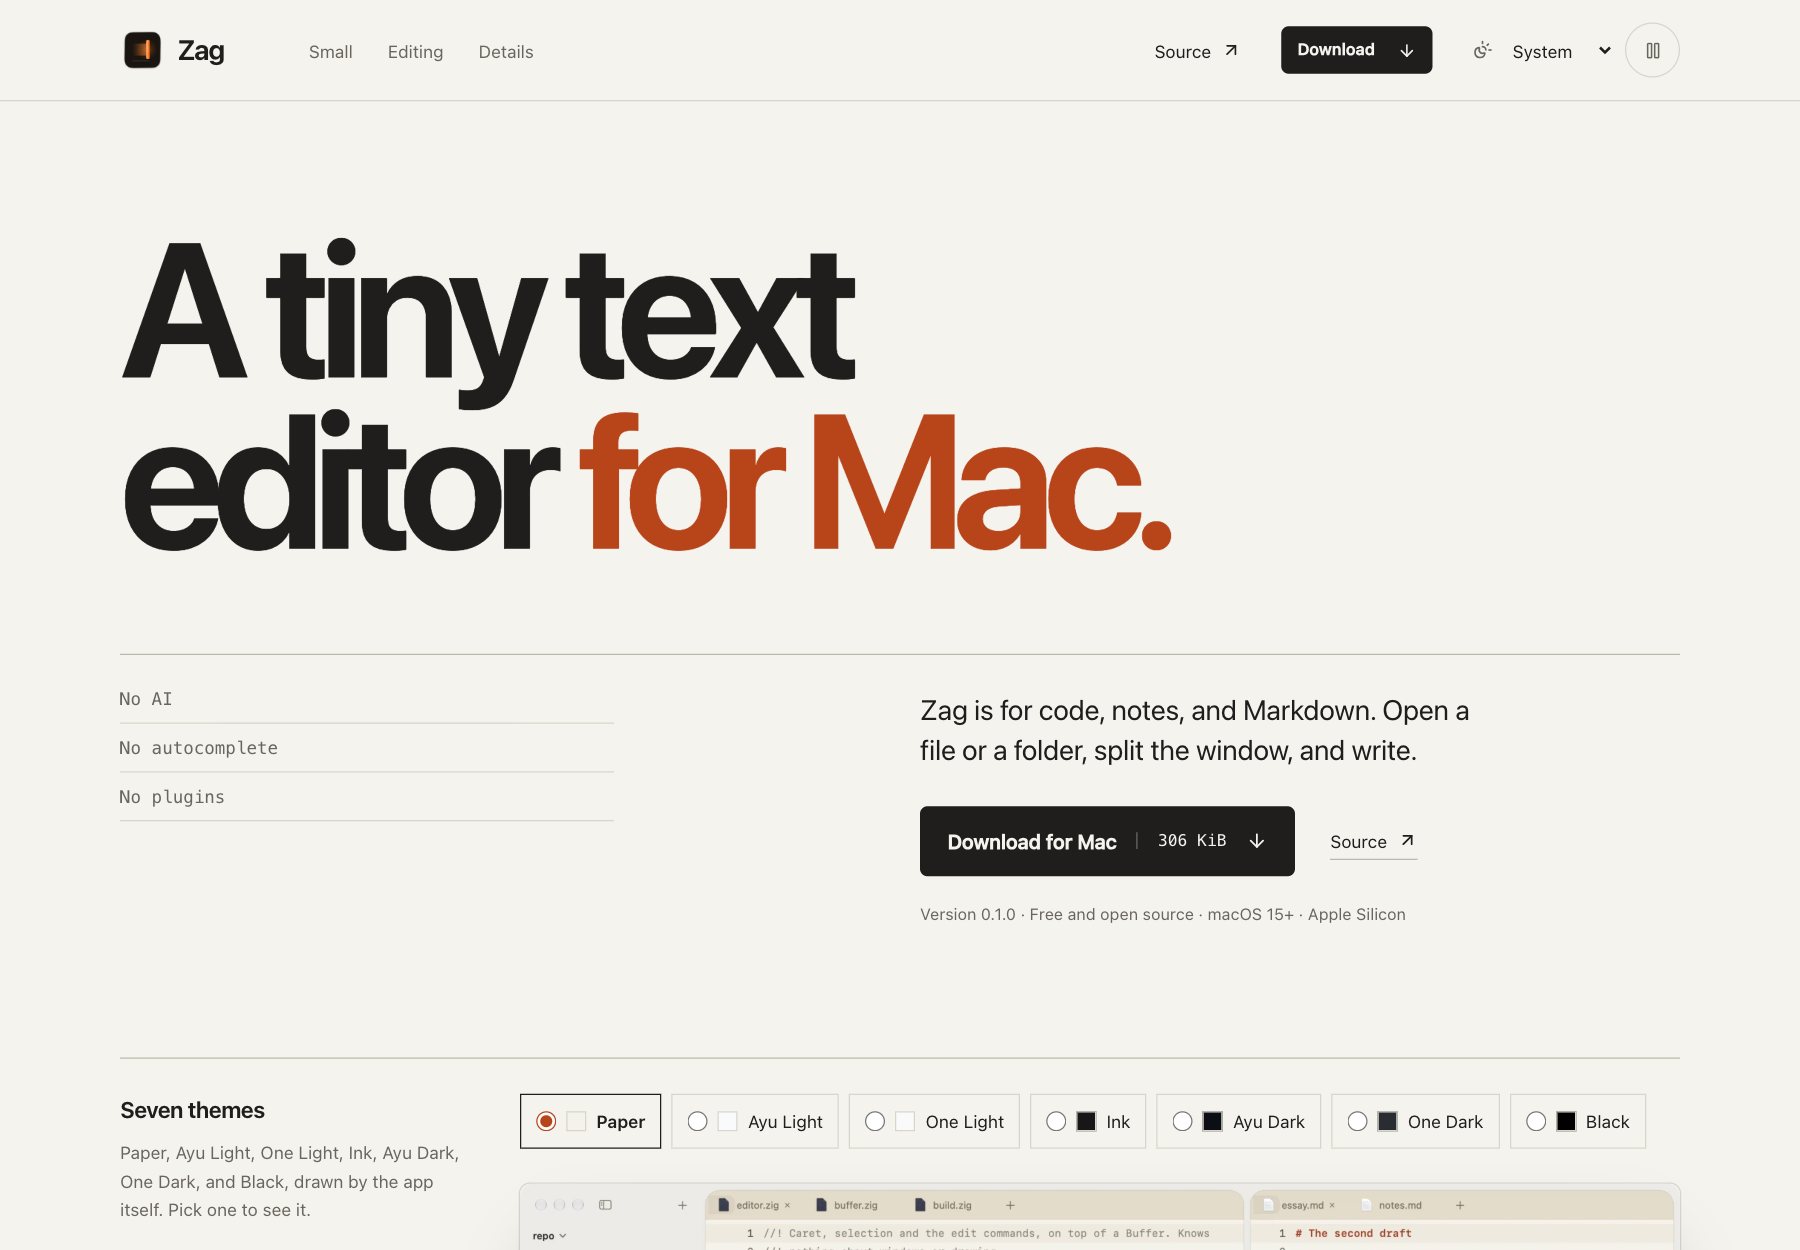 Zag
Small
Editing
Details
Source
Download
System
A tiny text
editor for Mac.
No AI
No autocomplete
No plugins
Zag is for code, notes, and Markdown. Open a
file or a folder, split the window, and write.
Download for Mac | 306 KiB
Source
Version 0.1.0 · Free and open source · macOS 15+ · Apple Silicon
Seven themes
Paper, Ayu Light, One Light, Ink, Ayu Dark,
One Dark, and Black, drawn by the app
itself. Pick one to see it.
Paper
Ayu Light
One Light
Ink
Ayu Dark
One Dark
Black
editor.zig ×
buffer.zig
build.zig
essay.md ×
notes.md
repo
1 //! Caret, selection and the edit commands, on top of a Buffer. Knows
1 # The second draft